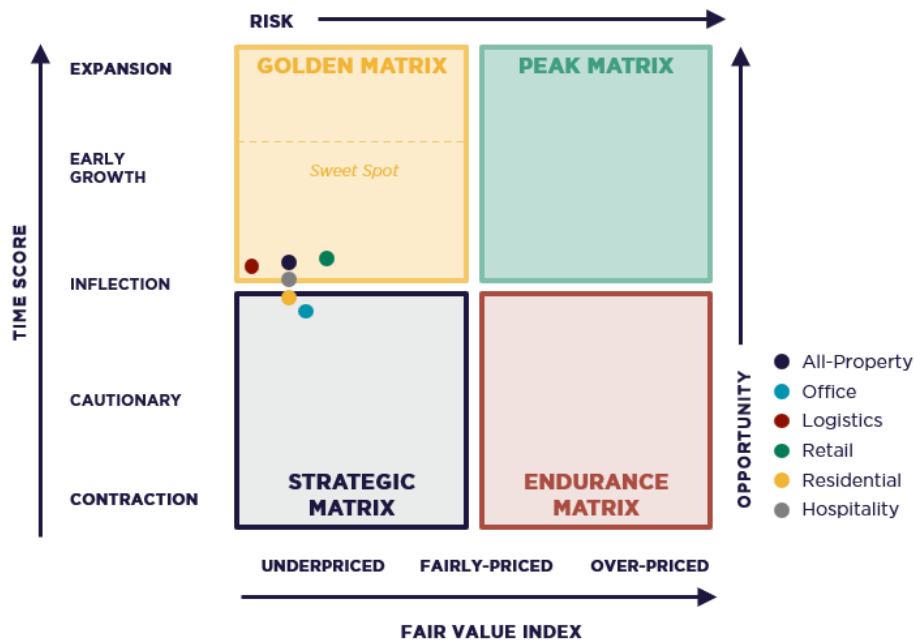 RISK
EXPANSION
EARLY
GROWTH
INFLECTION
CAUTIONARY
CONTRACTION
TIME SCORE
GOLDEN MATRIX
Sweet Spot
PEAK MATRIX
STRATEGIC
MATRIX
ENDURANCE
MATRIX
OPPORTUNITY
All-Property
Office
Logistics
Retail
Residential
Hospitality
UNDERPRICED
FAIRLY-PRICED
OVER-PRICED
FAIR VALUE INDEX